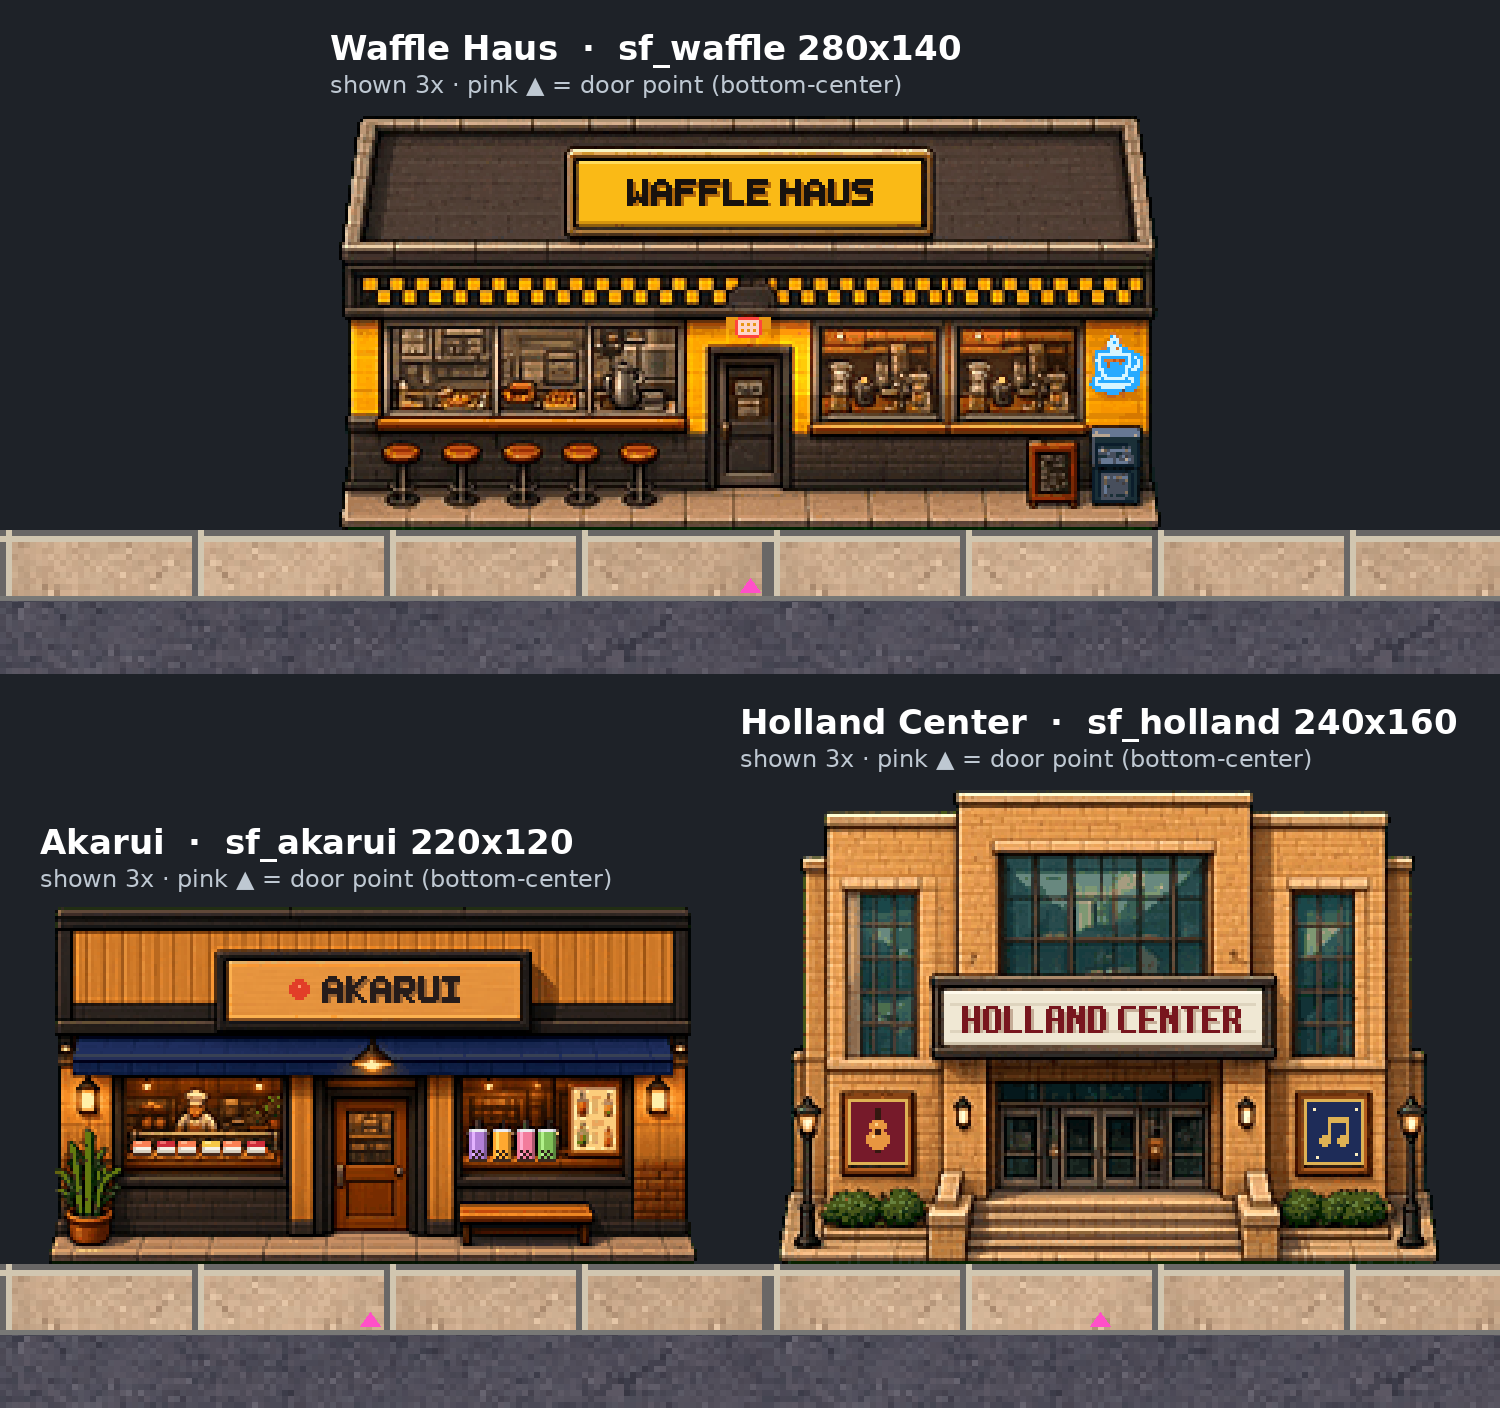 Waffle Haus · sf_waffle 280x140
shown 3x · pink ▲ = door point (bottom-center)
WAFFLE HAUS
Holland Center · sf_holland 240x160
shown 3x · pink ▲ = door point (bottom-center)
Akarui · sf_akarui 220x120
shown 3x · pink ▲ = door point (bottom-center)
AKARUI
HOLLAND CENTER